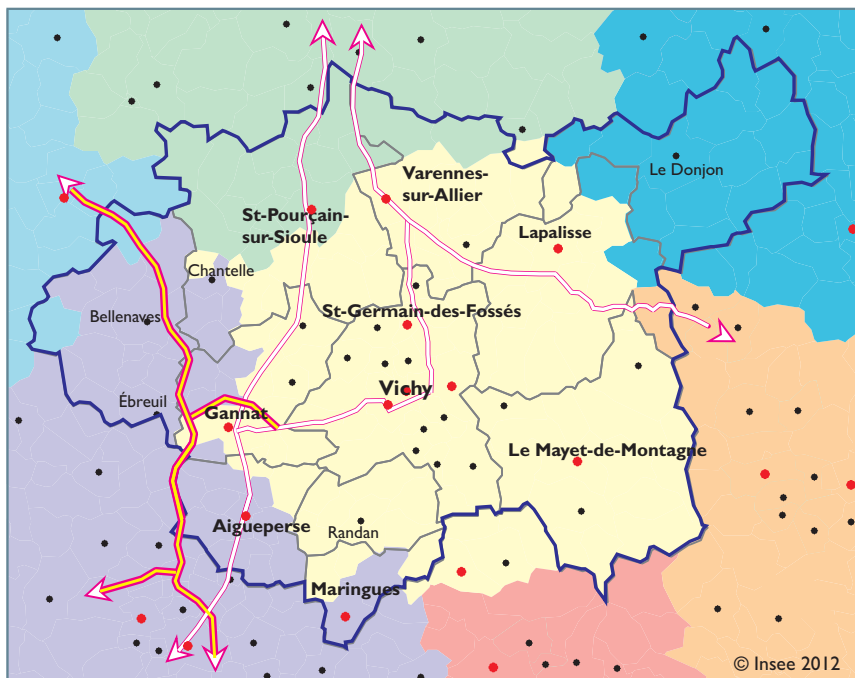 Varennes-
sur-Allier
Le Donjon
St-Pourçain-
sur-Sioule
Lapalisse
Chantelle
St-Germain-des-Fossés
Bellenaves
Vichy
Ébreuil
Gannat
Le Mayet-de-Montagne
Aigueperse
Randan
Maringues
© Insee 2012